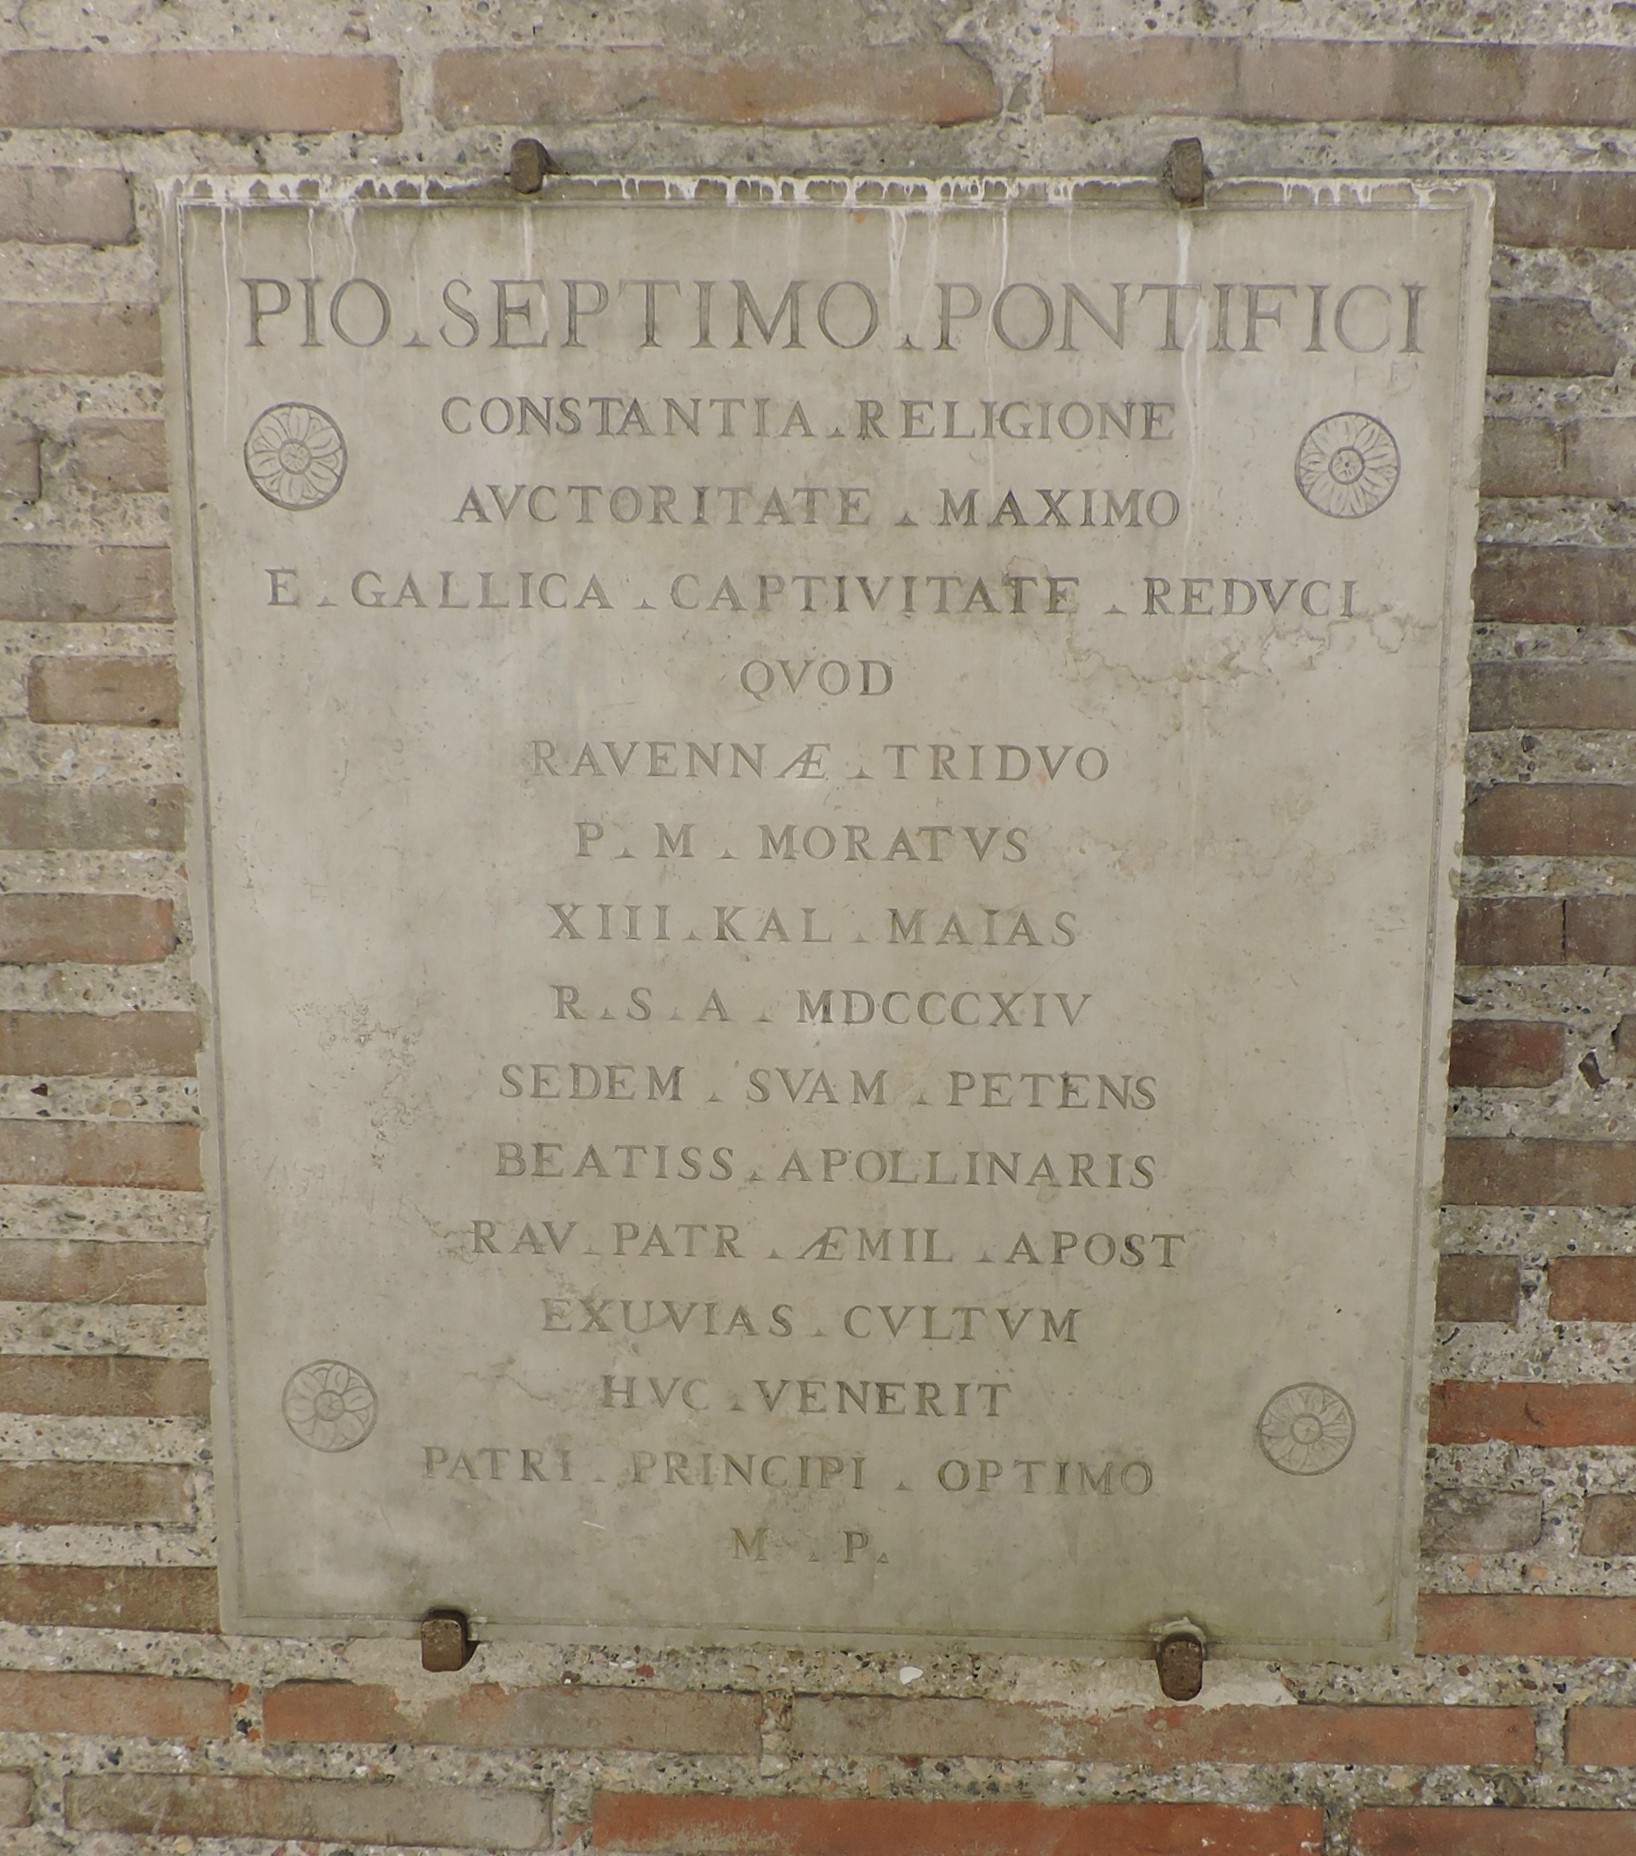 PIO . SEPTIMO . PONTIFICI
CONSTANTIA . RELIGIONE
AVCTORITATE . MAXIMO
E . GALLICA . CAPTIVITATE . REDVCI
QVOD
RAVENNÆ . TRIDVO
P . M . MORATVS
XIII . KAL . MAIAS
R . S . A . MDCCCXIV
SEDEM . SVAM . PETENS
BEATISS . APOLLINARIS
RAV . PATR . ÆMIL . APOST
EXUVIAS . CVLTVM
HVC . VENERIT
PATRI . PRINCIPI . OPTIMO
M . P .